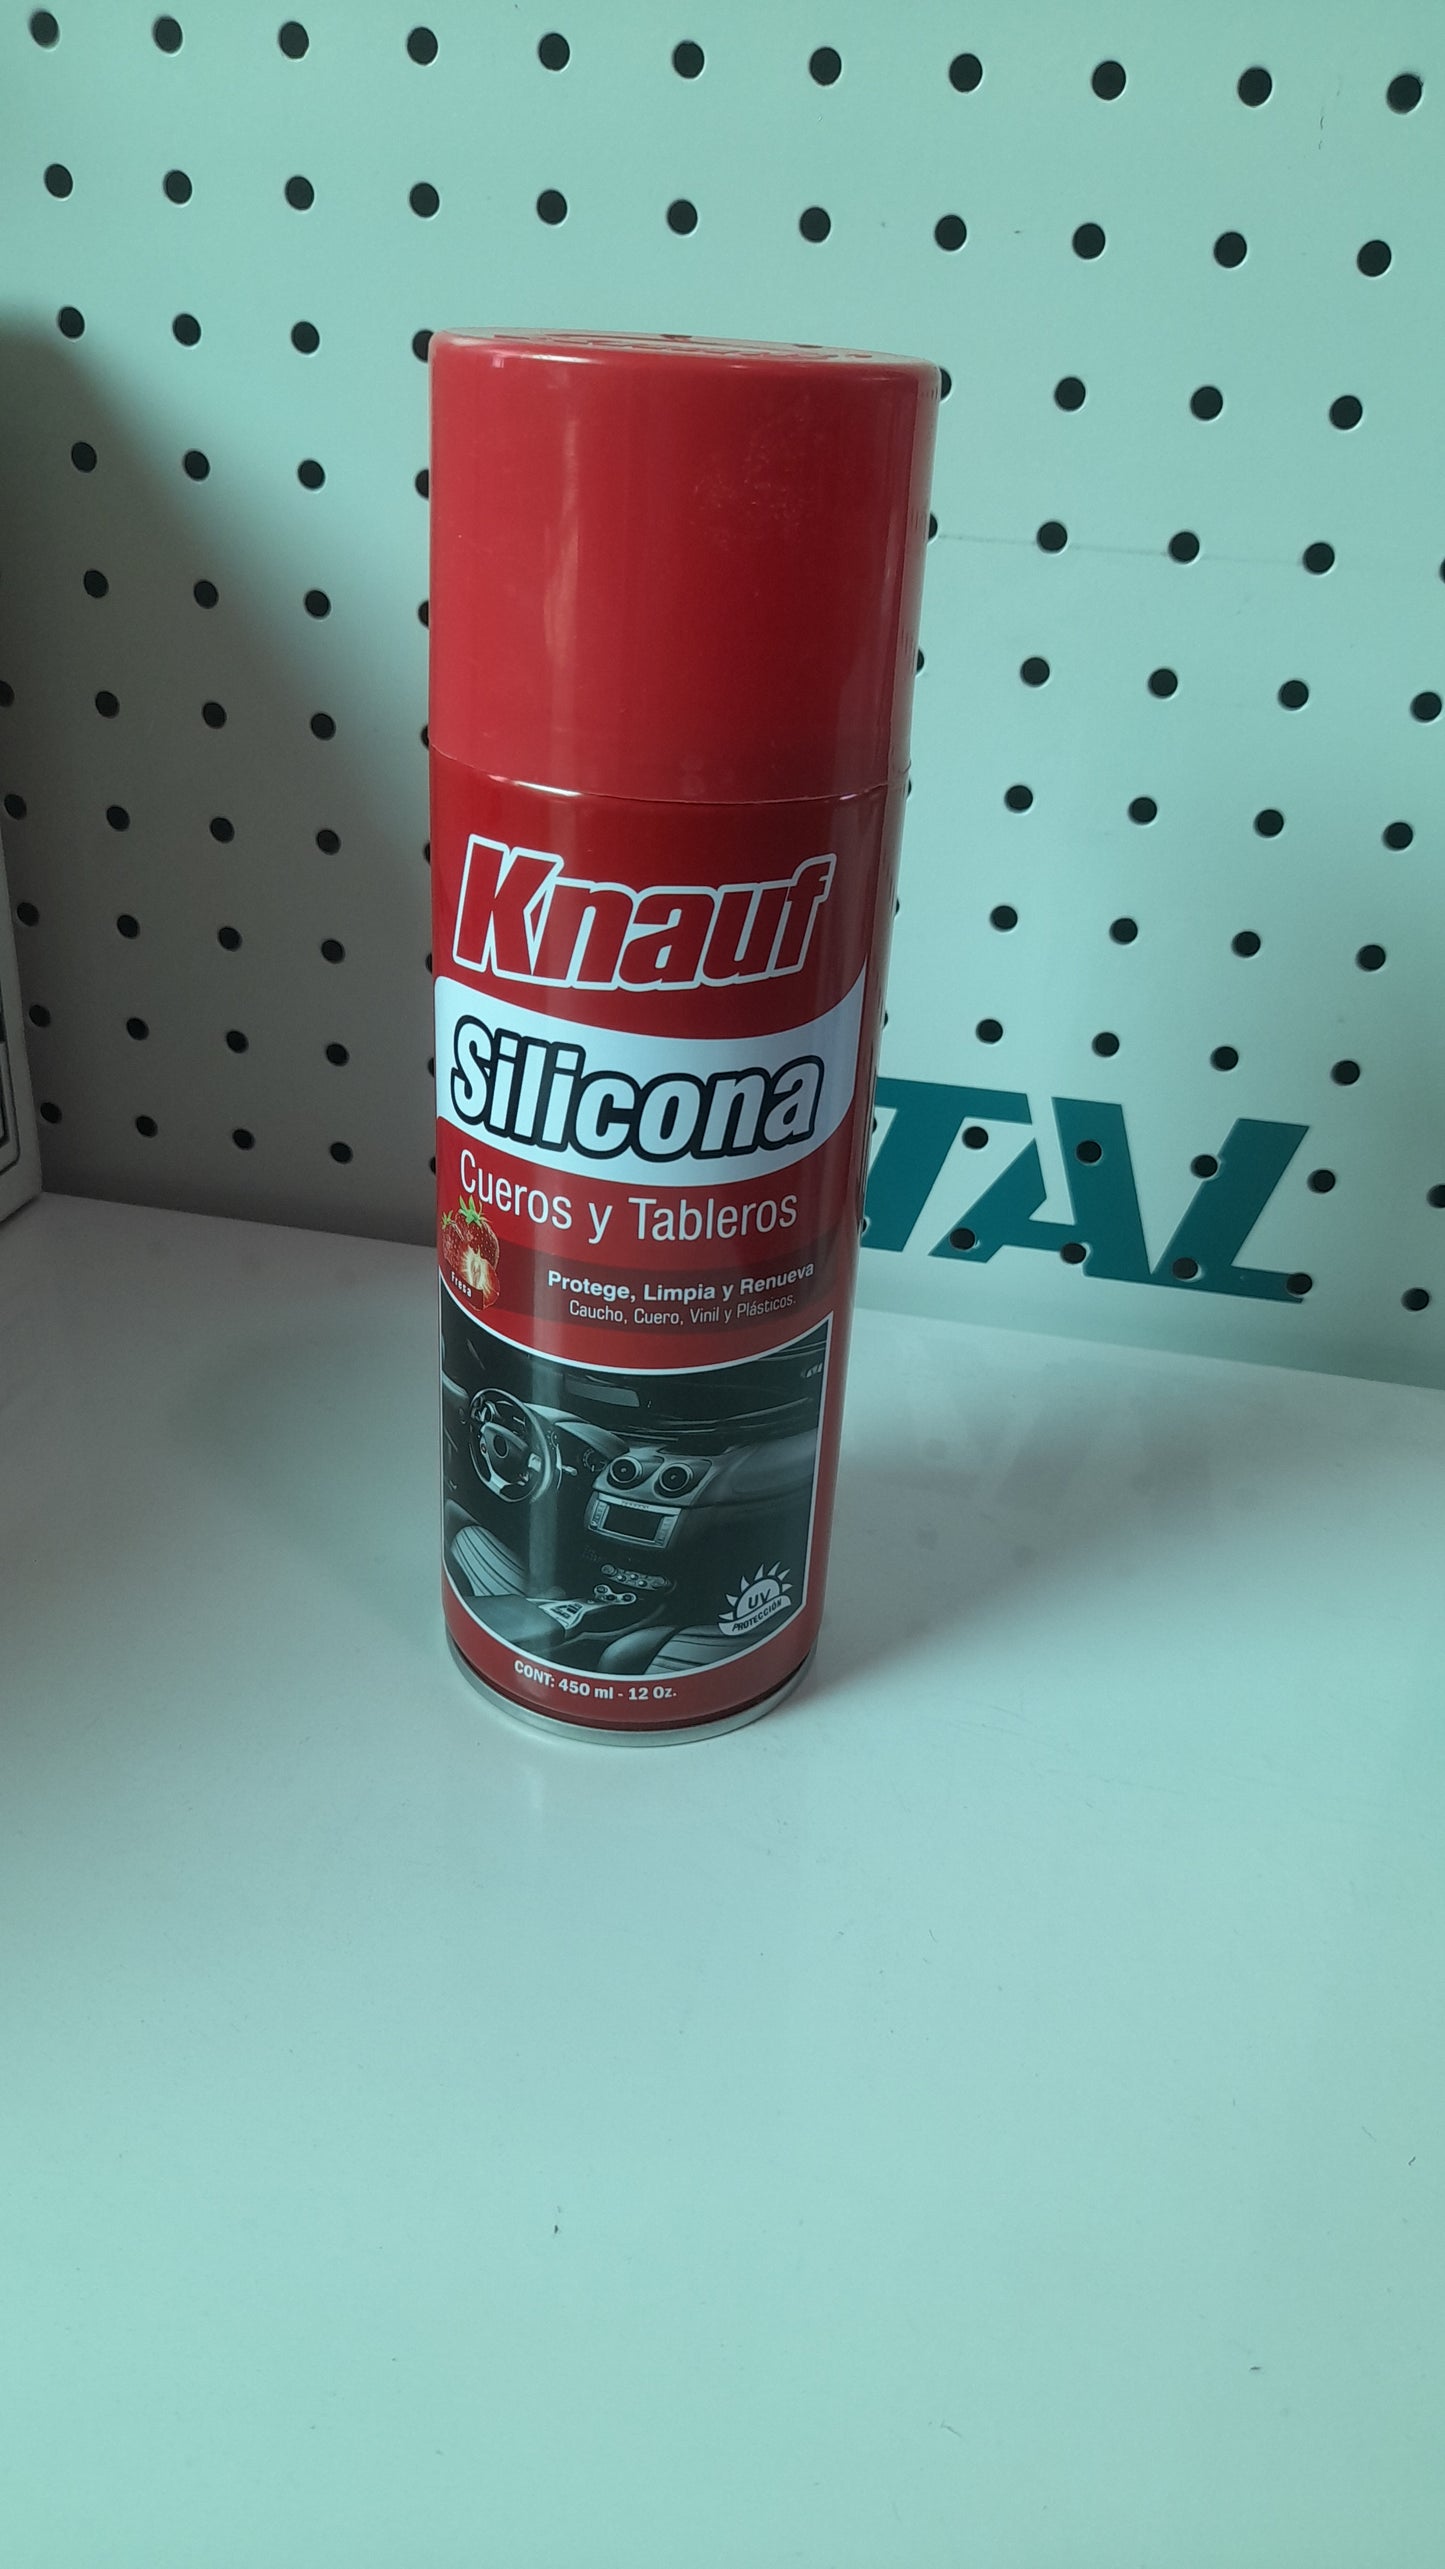 Knauf
Silicona
Cueros y Tableros
Fresa
Protege, Limpia y Renueva
Caucho, Cuero, Vinil y Plásticos.
UV
PROTECCIÓN
CONT: 450 ml - 12 Oz.
TAL